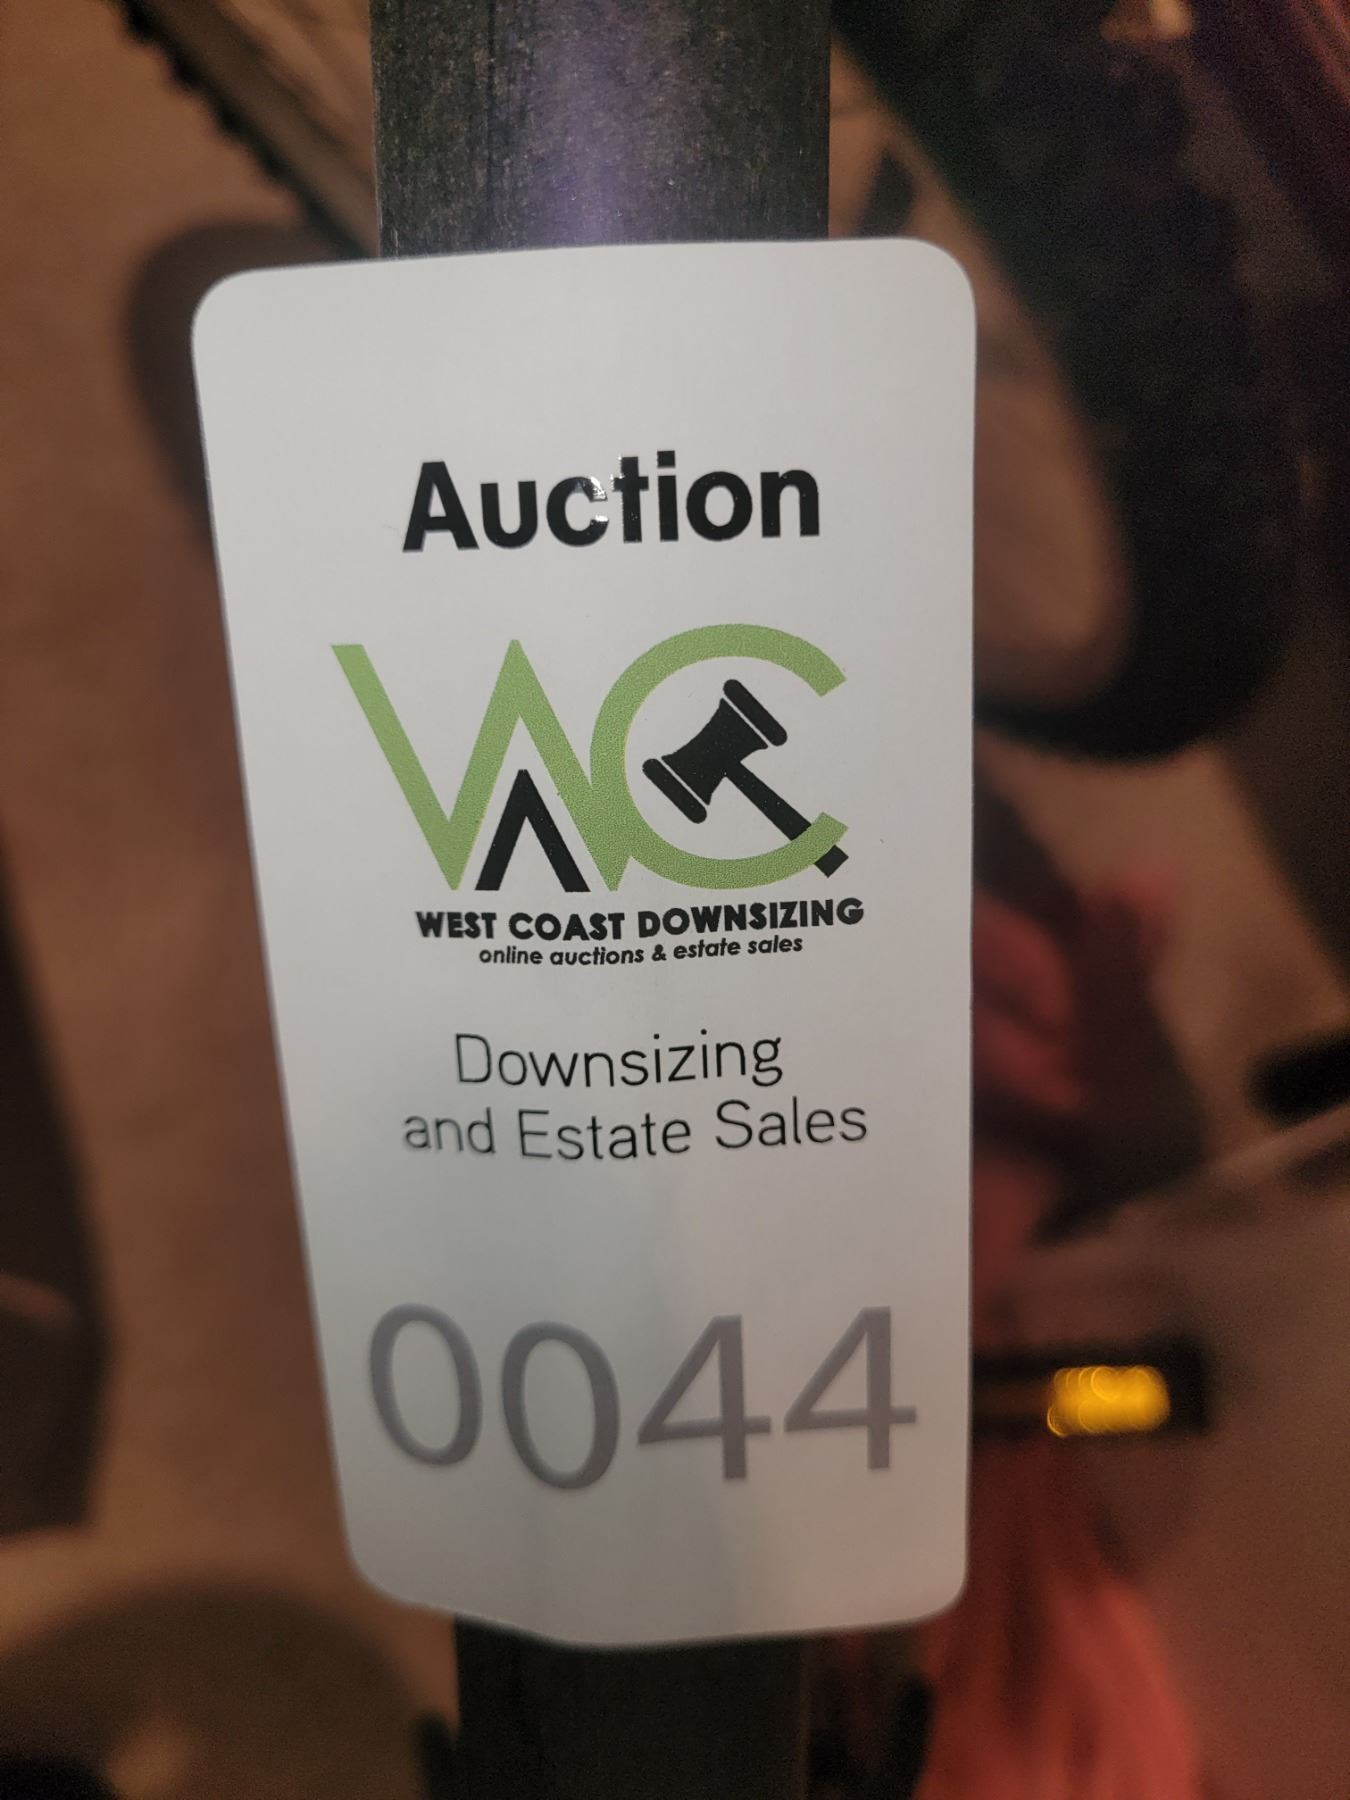 Auction
WC
WEST COAST DOWNSIZING
online auctions & estate sales
Downsizing
and Estate Sales
0044